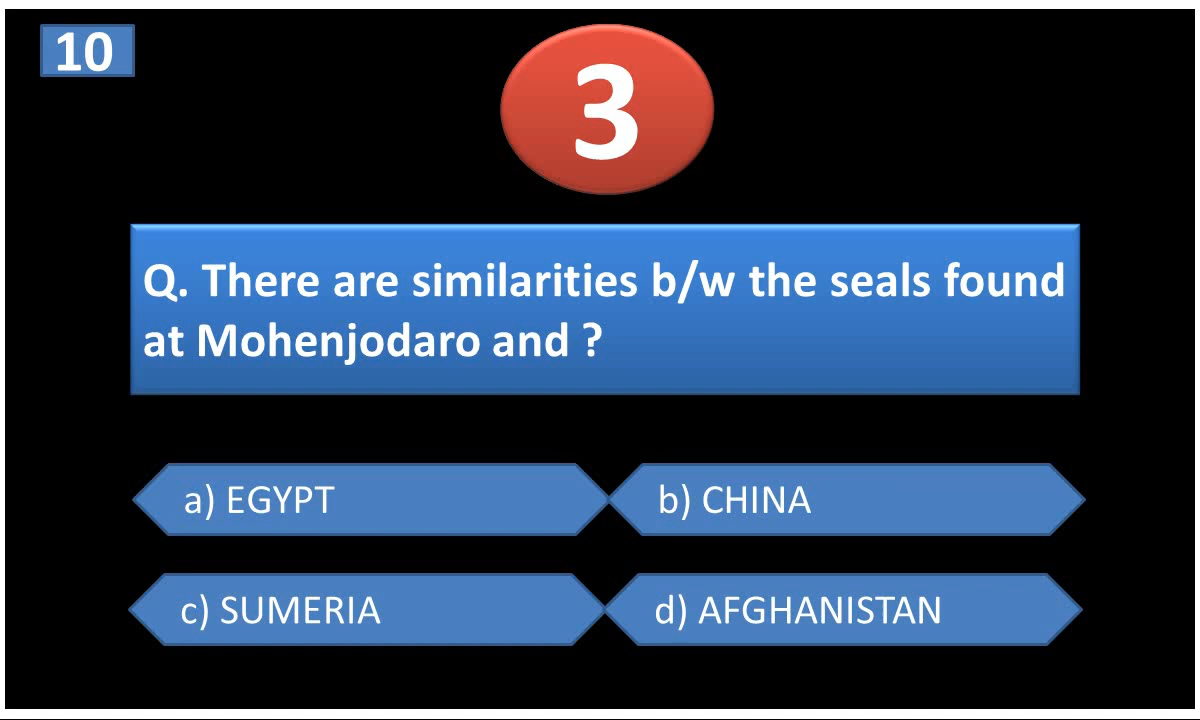 10
3
Q. There are similarities b/w the seals found
at Mohenjodaro and ?
a) EGYPT
b) CHINA
c) SUMERIA
d) AFGHANISTAN